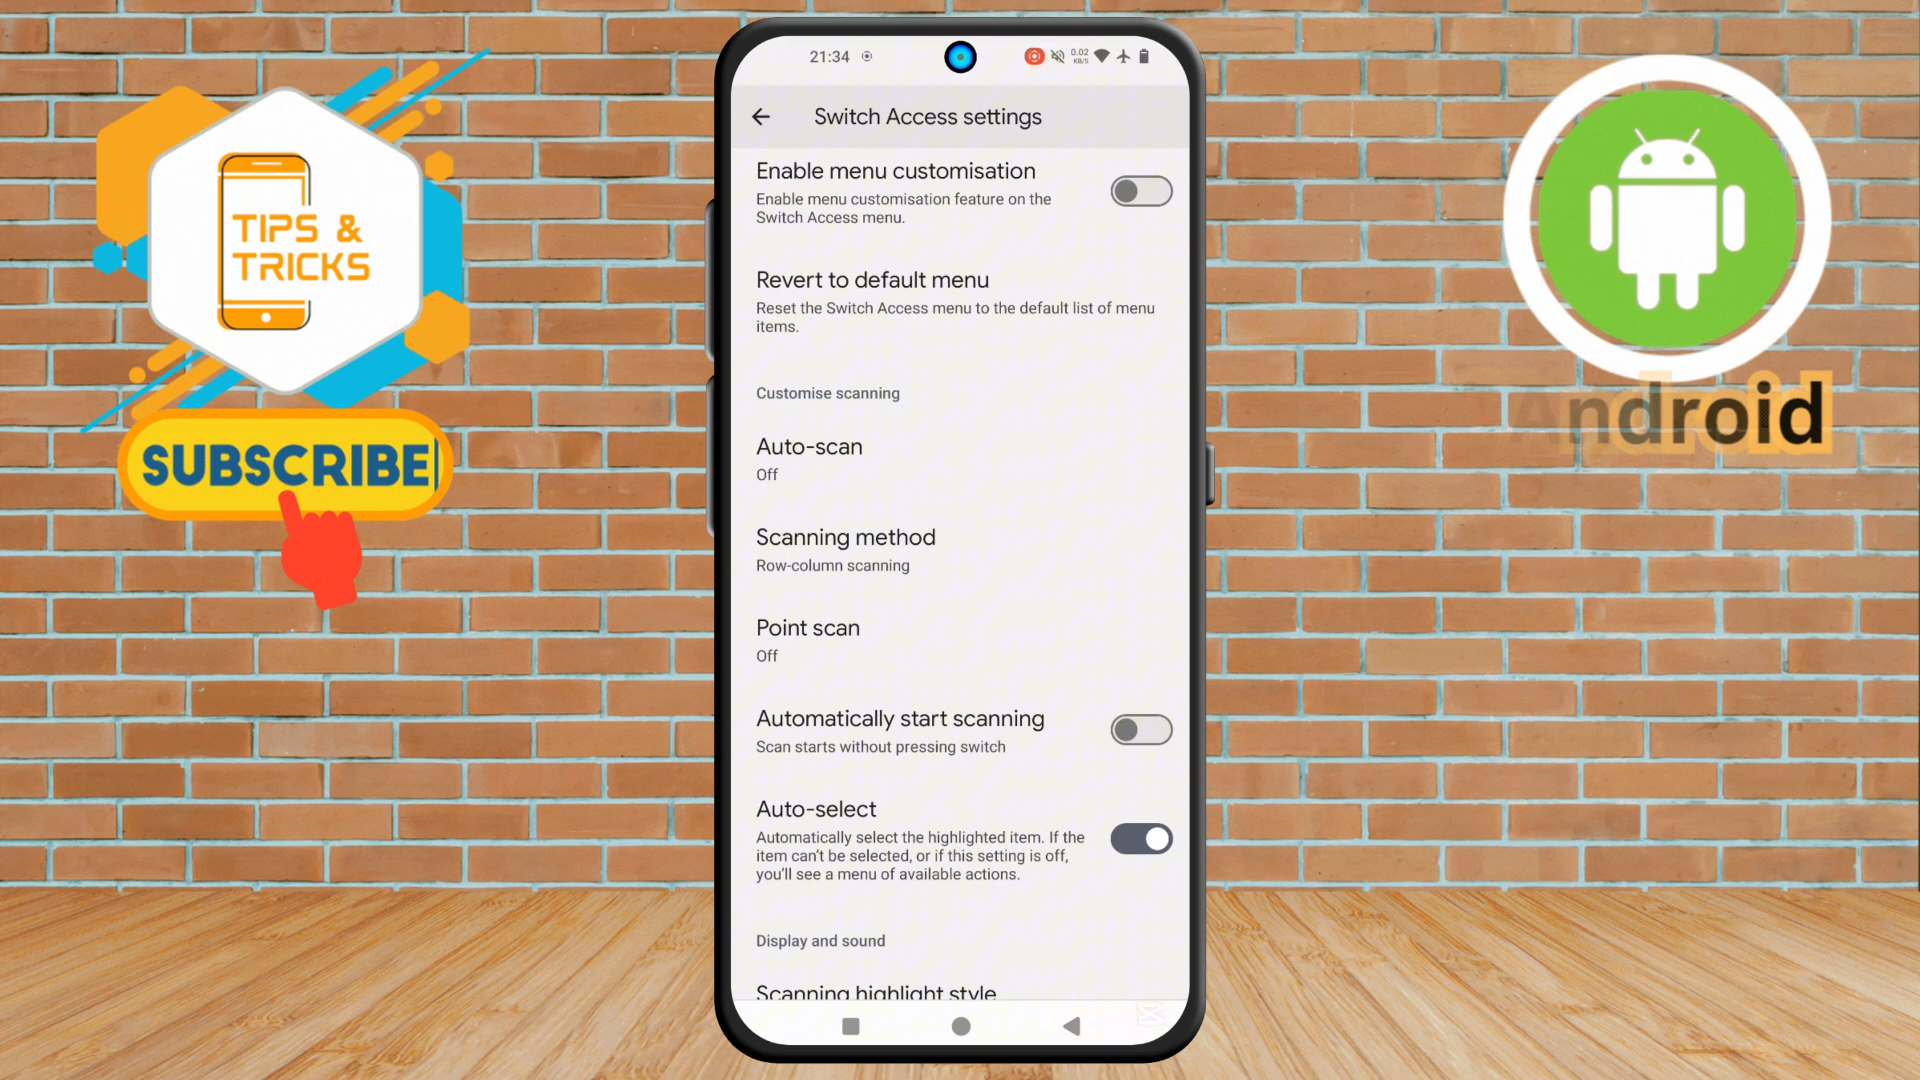 TIPS &
TRICKS
SUBSCRIBE
21:34
0.02
KB/S
Switch Access settings
Enable menu customisation
Enable menu customisation feature on the
Switch Access menu.
Revert to default menu
Reset the Switch Access menu to the default list of menu
items.
Customise scanning
Auto-scan
Off
Scanning method
Row-column scanning
Point scan
Off
Automatically start scanning
Scan starts without pressing switch
Auto-select
Automatically select the highlighted item. If the
item can't be selected, or if this setting is off,
you'll see a menu of available actions.
Display and sound
Scanning highlight style
Android